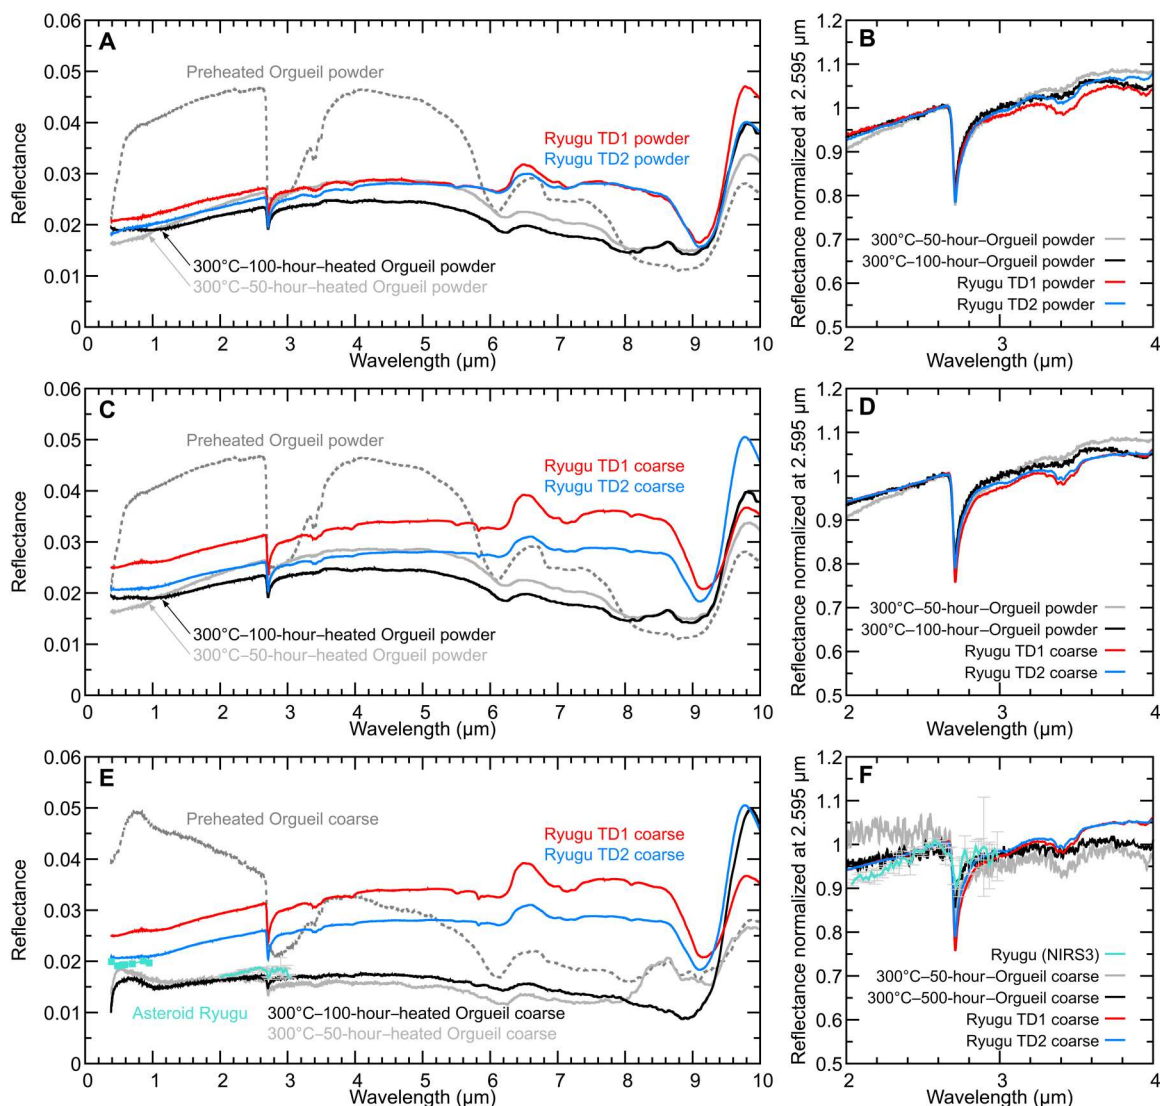 A
Preheated Orgueil powder
Ryugu TD1 powder
Ryugu TD2 powder
300°C–100-hour–heated Orgueil powder
300°C–50-hour–heated Orgueil powder
Reflectance
0.06
0.05
0.04
0.03
0.02
0.01
0
0 1 2 3 4 5 6 7 8 9 10
Wavelength (µm)
B
300°C–50-hour–Orgueil powder
300°C–100-hour–Orgueil powder
Ryugu TD1 powder
Ryugu TD2 powder
Reflectance normalized at 2.595 µm
1.2
1.1
1.0
0.9
0.8
0.7
0.6
0.5
2 3 4
Wavelength (µm)
C
Preheated Orgueil powder
Ryugu TD1 coarse
Ryugu TD2 coarse
300°C–100-hour–heated Orgueil powder
300°C–50-hour–heated Orgueil powder
Reflectance
0.06
0.05
0.04
0.03
0.02
0.01
0
0 1 2 3 4 5 6 7 8 9 10
Wavelength (µm)
D
300°C–50-hour–Orgueil powder
300°C–100-hour–Orgueil powder
Ryugu TD1 coarse
Ryugu TD2 coarse
Reflectance normalized at 2.595 µm
1.2
1.1
1.0
0.9
0.8
0.7
0.6
0.5
2 3 4
Wavelength (µm)
E
Preheated Orgueil coarse
Ryugu TD1 coarse
Ryugu TD2 coarse
Asteroid Ryugu
300°C–100-hour–heated Orgueil coarse
300°C–50-hour–heated Orgueil coarse
Reflectance
0.06
0.05
0.04
0.03
0.02
0.01
0
0 1 2 3 4 5 6 7 8 9 10
Wavelength (µm)
F
Ryugu (NIRS3)
300°C–50-hour–Orgueil coarse
300°C–500-hour–Orgueil coarse
Ryugu TD1 coarse
Ryugu TD2 coarse
Reflectance normalized at 2.595 µm
1.2
1.1
1.0
0.9
0.8
0.7
0.6
0.5
2 3 4
Wavelength (µm)